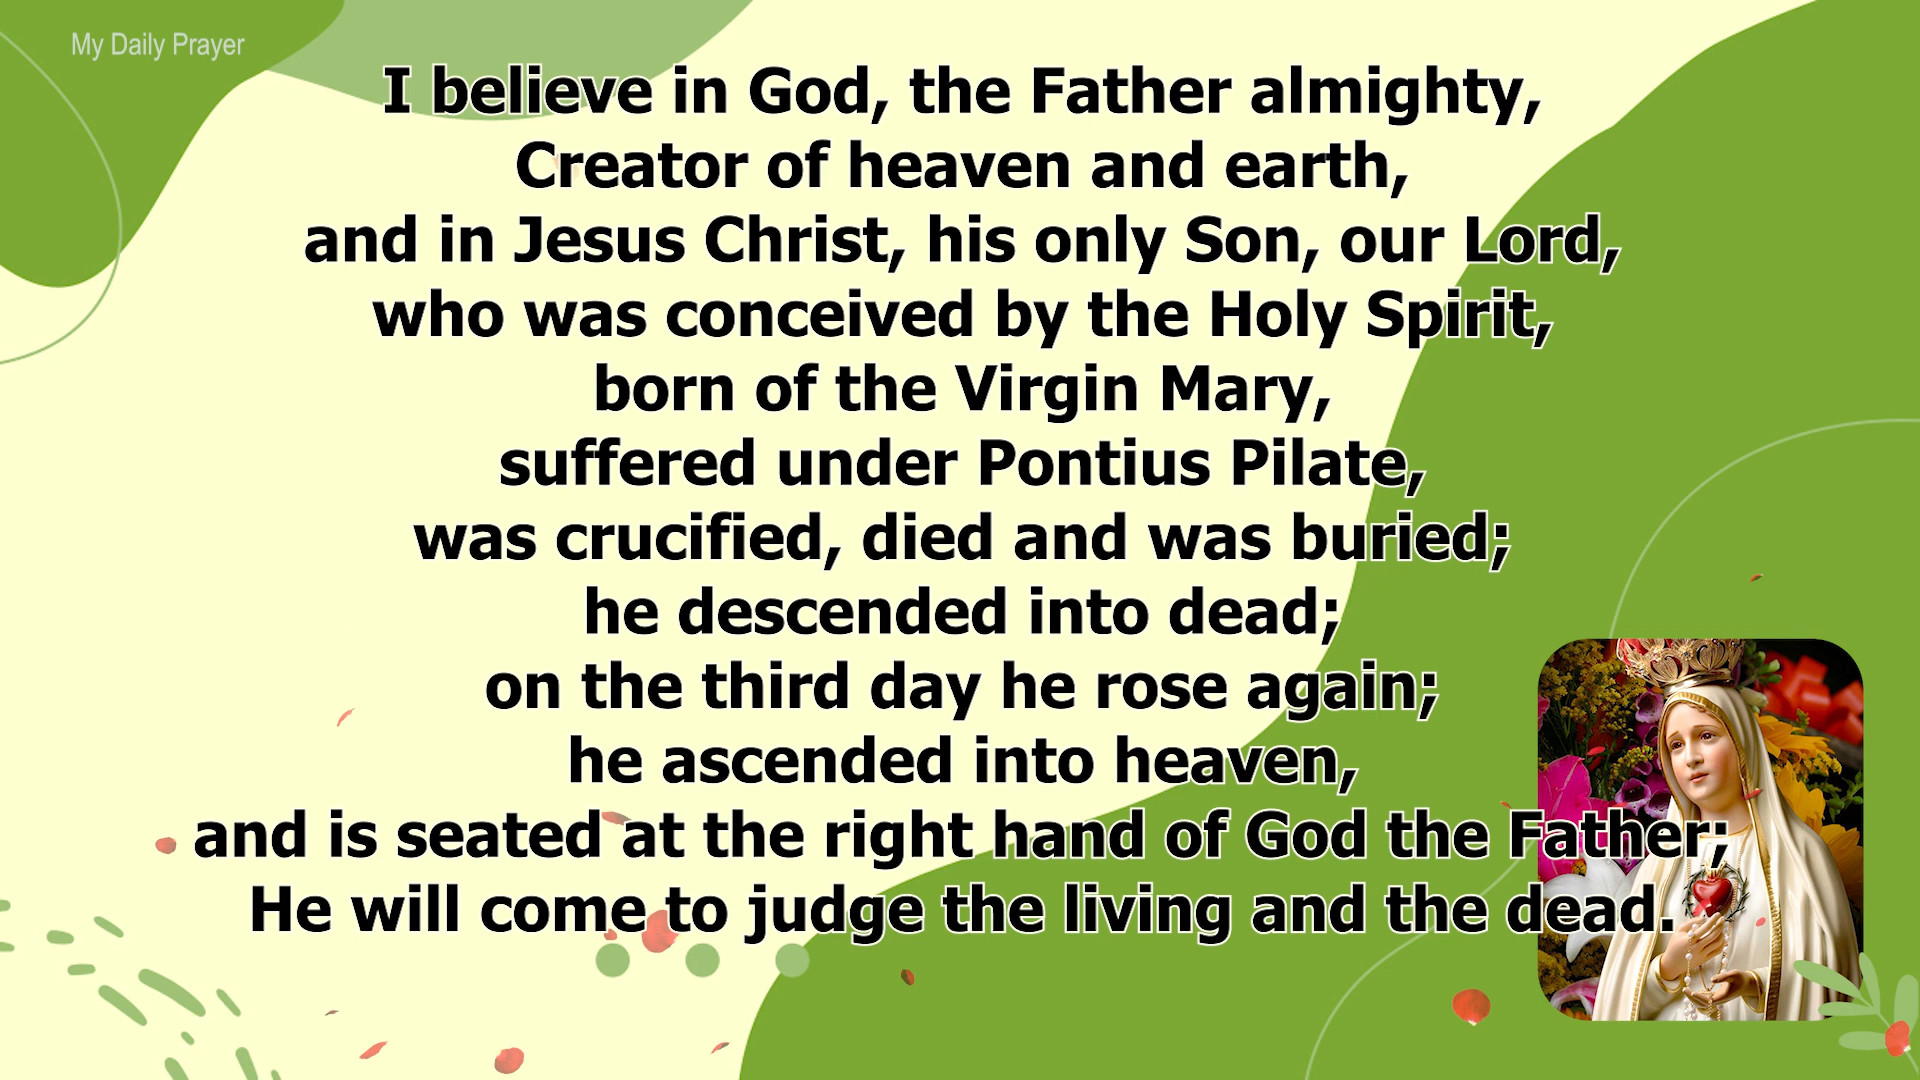 My Daily Prayer
I believe in God, the Father almighty,
Creator of heaven and earth,
and in Jesus Christ, his only Son, our Lord,
who was conceived by the Holy Spirit,
born of the Virgin Mary,
suffered under Pontius Pilate,
was crucified, died and was buried;
he descended into dead;
on the third day he rose again;
he ascended into heaven,
and is seated at the right hand of God the Father;
He will come to judge the living and the dead.